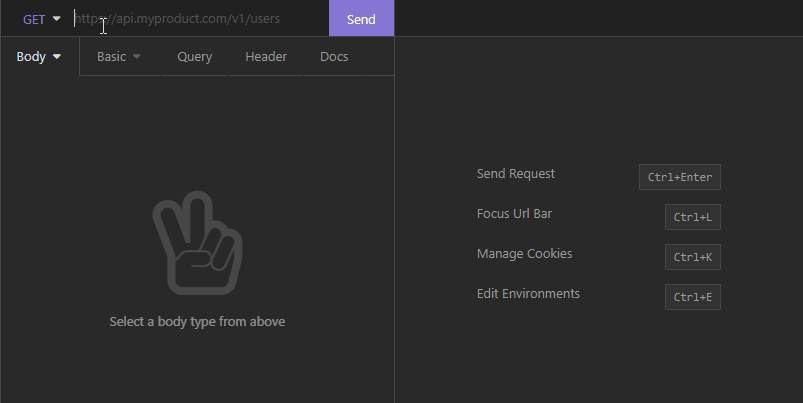 GET https://api.myproduct.com/v1/users Send
Body Basic Query Header Docs
Select a body type from above
Send Request Ctrl+Enter
Focus Url Bar Ctrl+L
Manage Cookies Ctrl+K
Edit Environments Ctrl+E